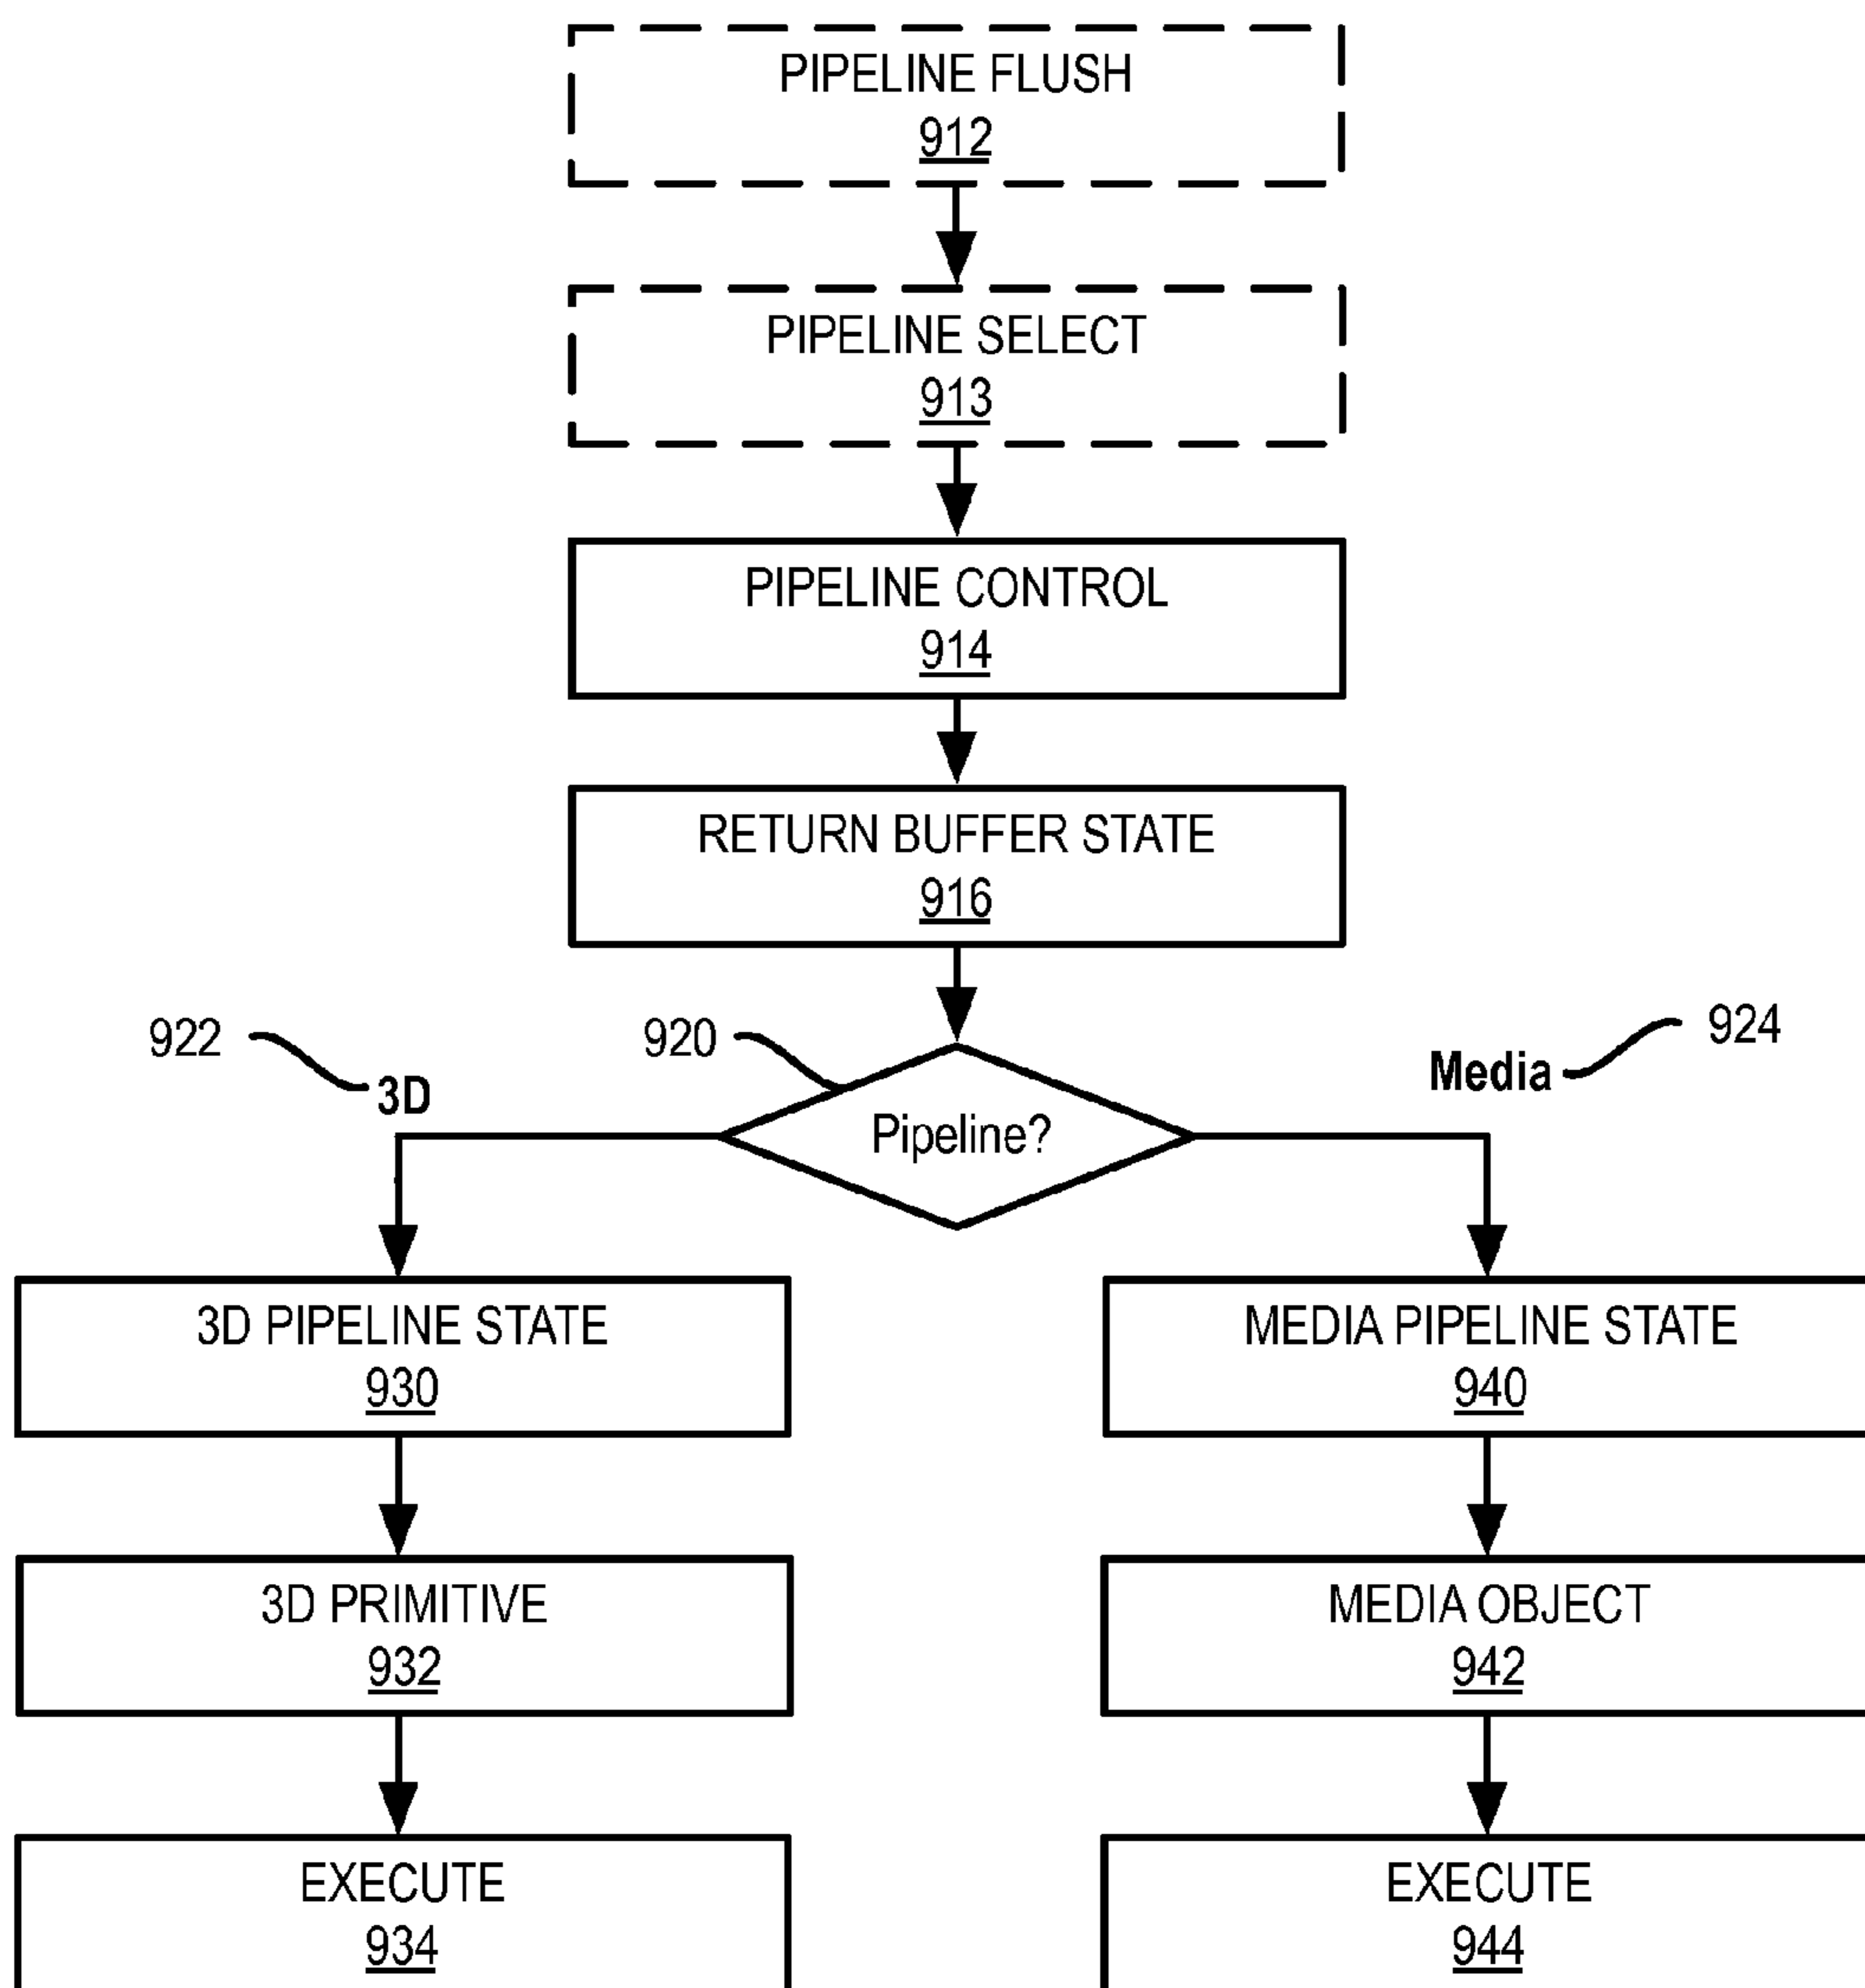 PIPELINE FLUSH
912
PIPELINE SELECT
913
PIPELINE CONTROL
914
RETURN BUFFER STATE
916
922
920
924
3D
Media
Pipeline?
3D PIPELINE STATE
930
MEDIA PIPELINE STATE
940
3D PRIMITIVE
932
MEDIA OBJECT
942
EXECUTE
934
EXECUTE
944